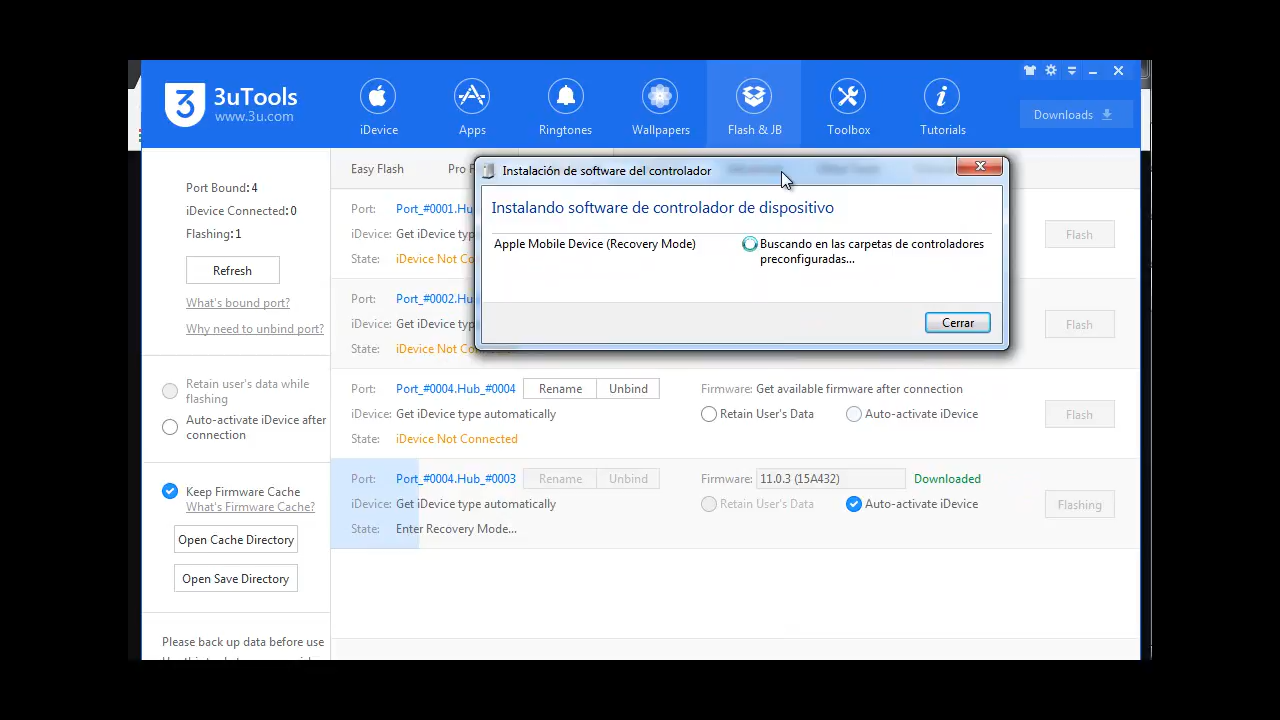 3 3uTools
www.3u.com
iDevice
Apps
Ringtones
Wallpapers
Flash & JB
Toolbox
Tutorials
Downloads
Port Bound: 4
iDevice Connected: 0
Flashing: 1
Refresh
What's bound port?
Why need to unbind port?
Retain user's data while
flashing
Auto-activate iDevice after
connection
Keep Firmware Cache
What's Firmware Cache?
Open Cache Directory
Open Save Directory
Please back up data before use
Easy Flash
Pro
Instalación de software del controlador
Instalando software de controlador de dispositivo
Apple Mobile Device (Recovery Mode)
Buscando en las carpetas de controladores
preconfiguradas...
Cerrar
Port: Port_#0001.Hu
iDevice: Get iDevice
State: iDevice Not
Flash
Port: Port_#0002.Hu
iDevice: Get iDevice
State: iDevice Not
Flash
Port: Port_#0004.Hub_#0004 Rename Unbind Firmware: Get available firmware after connection
iDevice: Get iDevice type automatically Retain User's Data Auto-activate iDevice Flash
State: iDevice Not Connected
Port: Port_#0004.Hub_#0003 Rename Unbind Firmware: 11.0.3 (15A432) Downloaded
iDevice: Get iDevice type automatically Retain User's Data Auto-activate iDevice Flashing
State: Enter Recovery Mode...